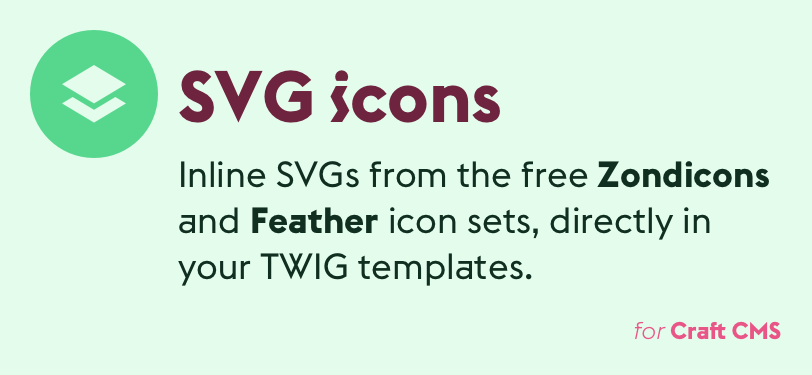 SVG icons
Inline SVGs from the free Zondicons
and Feather icon sets, directly in
your TWIG templates.
for Craft CMS